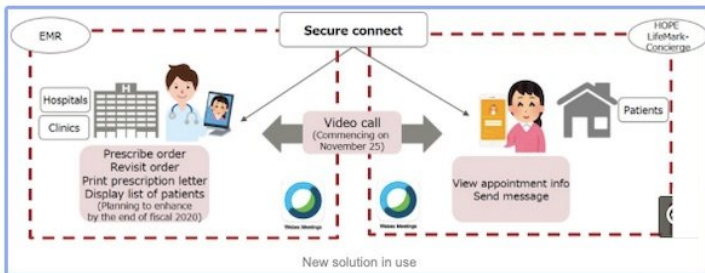 EMR
Secure connect
HOPE
LifeMark-
Concierge
Hospitals
Clinics
H
Video call
(Commencing on
November 25)
Patients
Prescribe order
Revisit order
Print prescription letter
Display list of patients
(Planning to enhance
by the end of fiscal 2020)
View appointment info
Send message
Webex Meetings
Webex Meetings
New solution in use